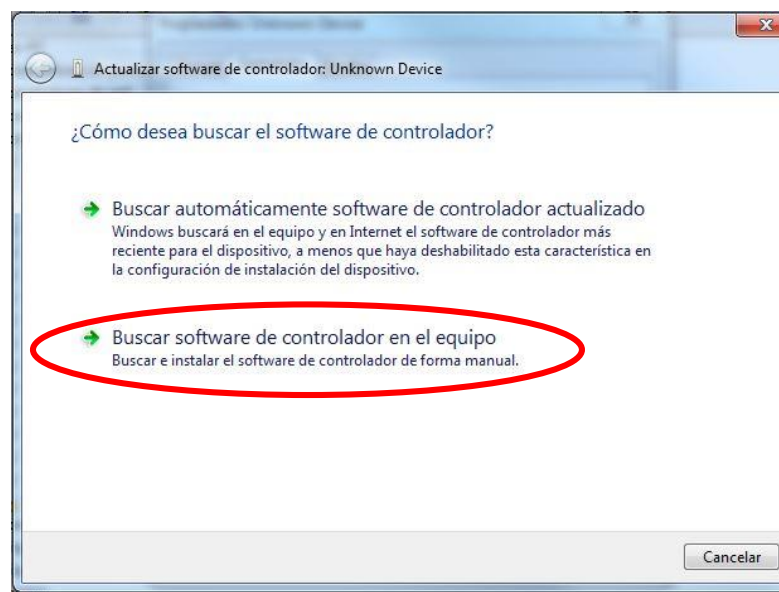 Propiedades: Unknown Device
Actualizar software de controlador: Unknown Device
¿Cómo desea buscar el software de controlador?
Buscar automáticamente software de controlador actualizado
Windows buscará en el equipo y en Internet el software de controlador más
reciente para el dispositivo, a menos que haya deshabilitado esta característica en
la configuración de instalación del dispositivo.
Buscar software de controlador en el equipo
Buscar e instalar el software de controlador de forma manual.
Cancelar